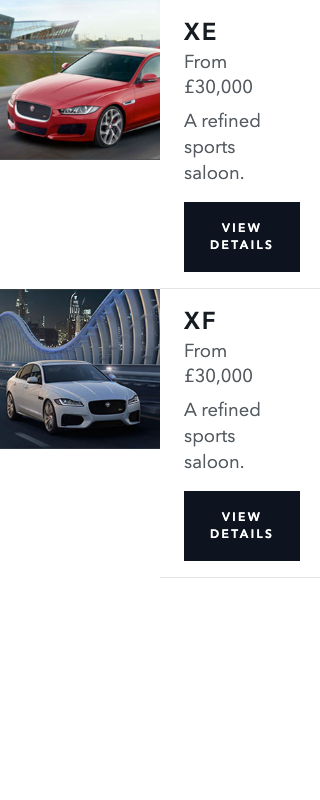 XE
From
£30,000
A refined
sports
saloon.
VIEW
DETAILS
XF
From
£30,000
A refined
sports
saloon.
VIEW
DETAILS